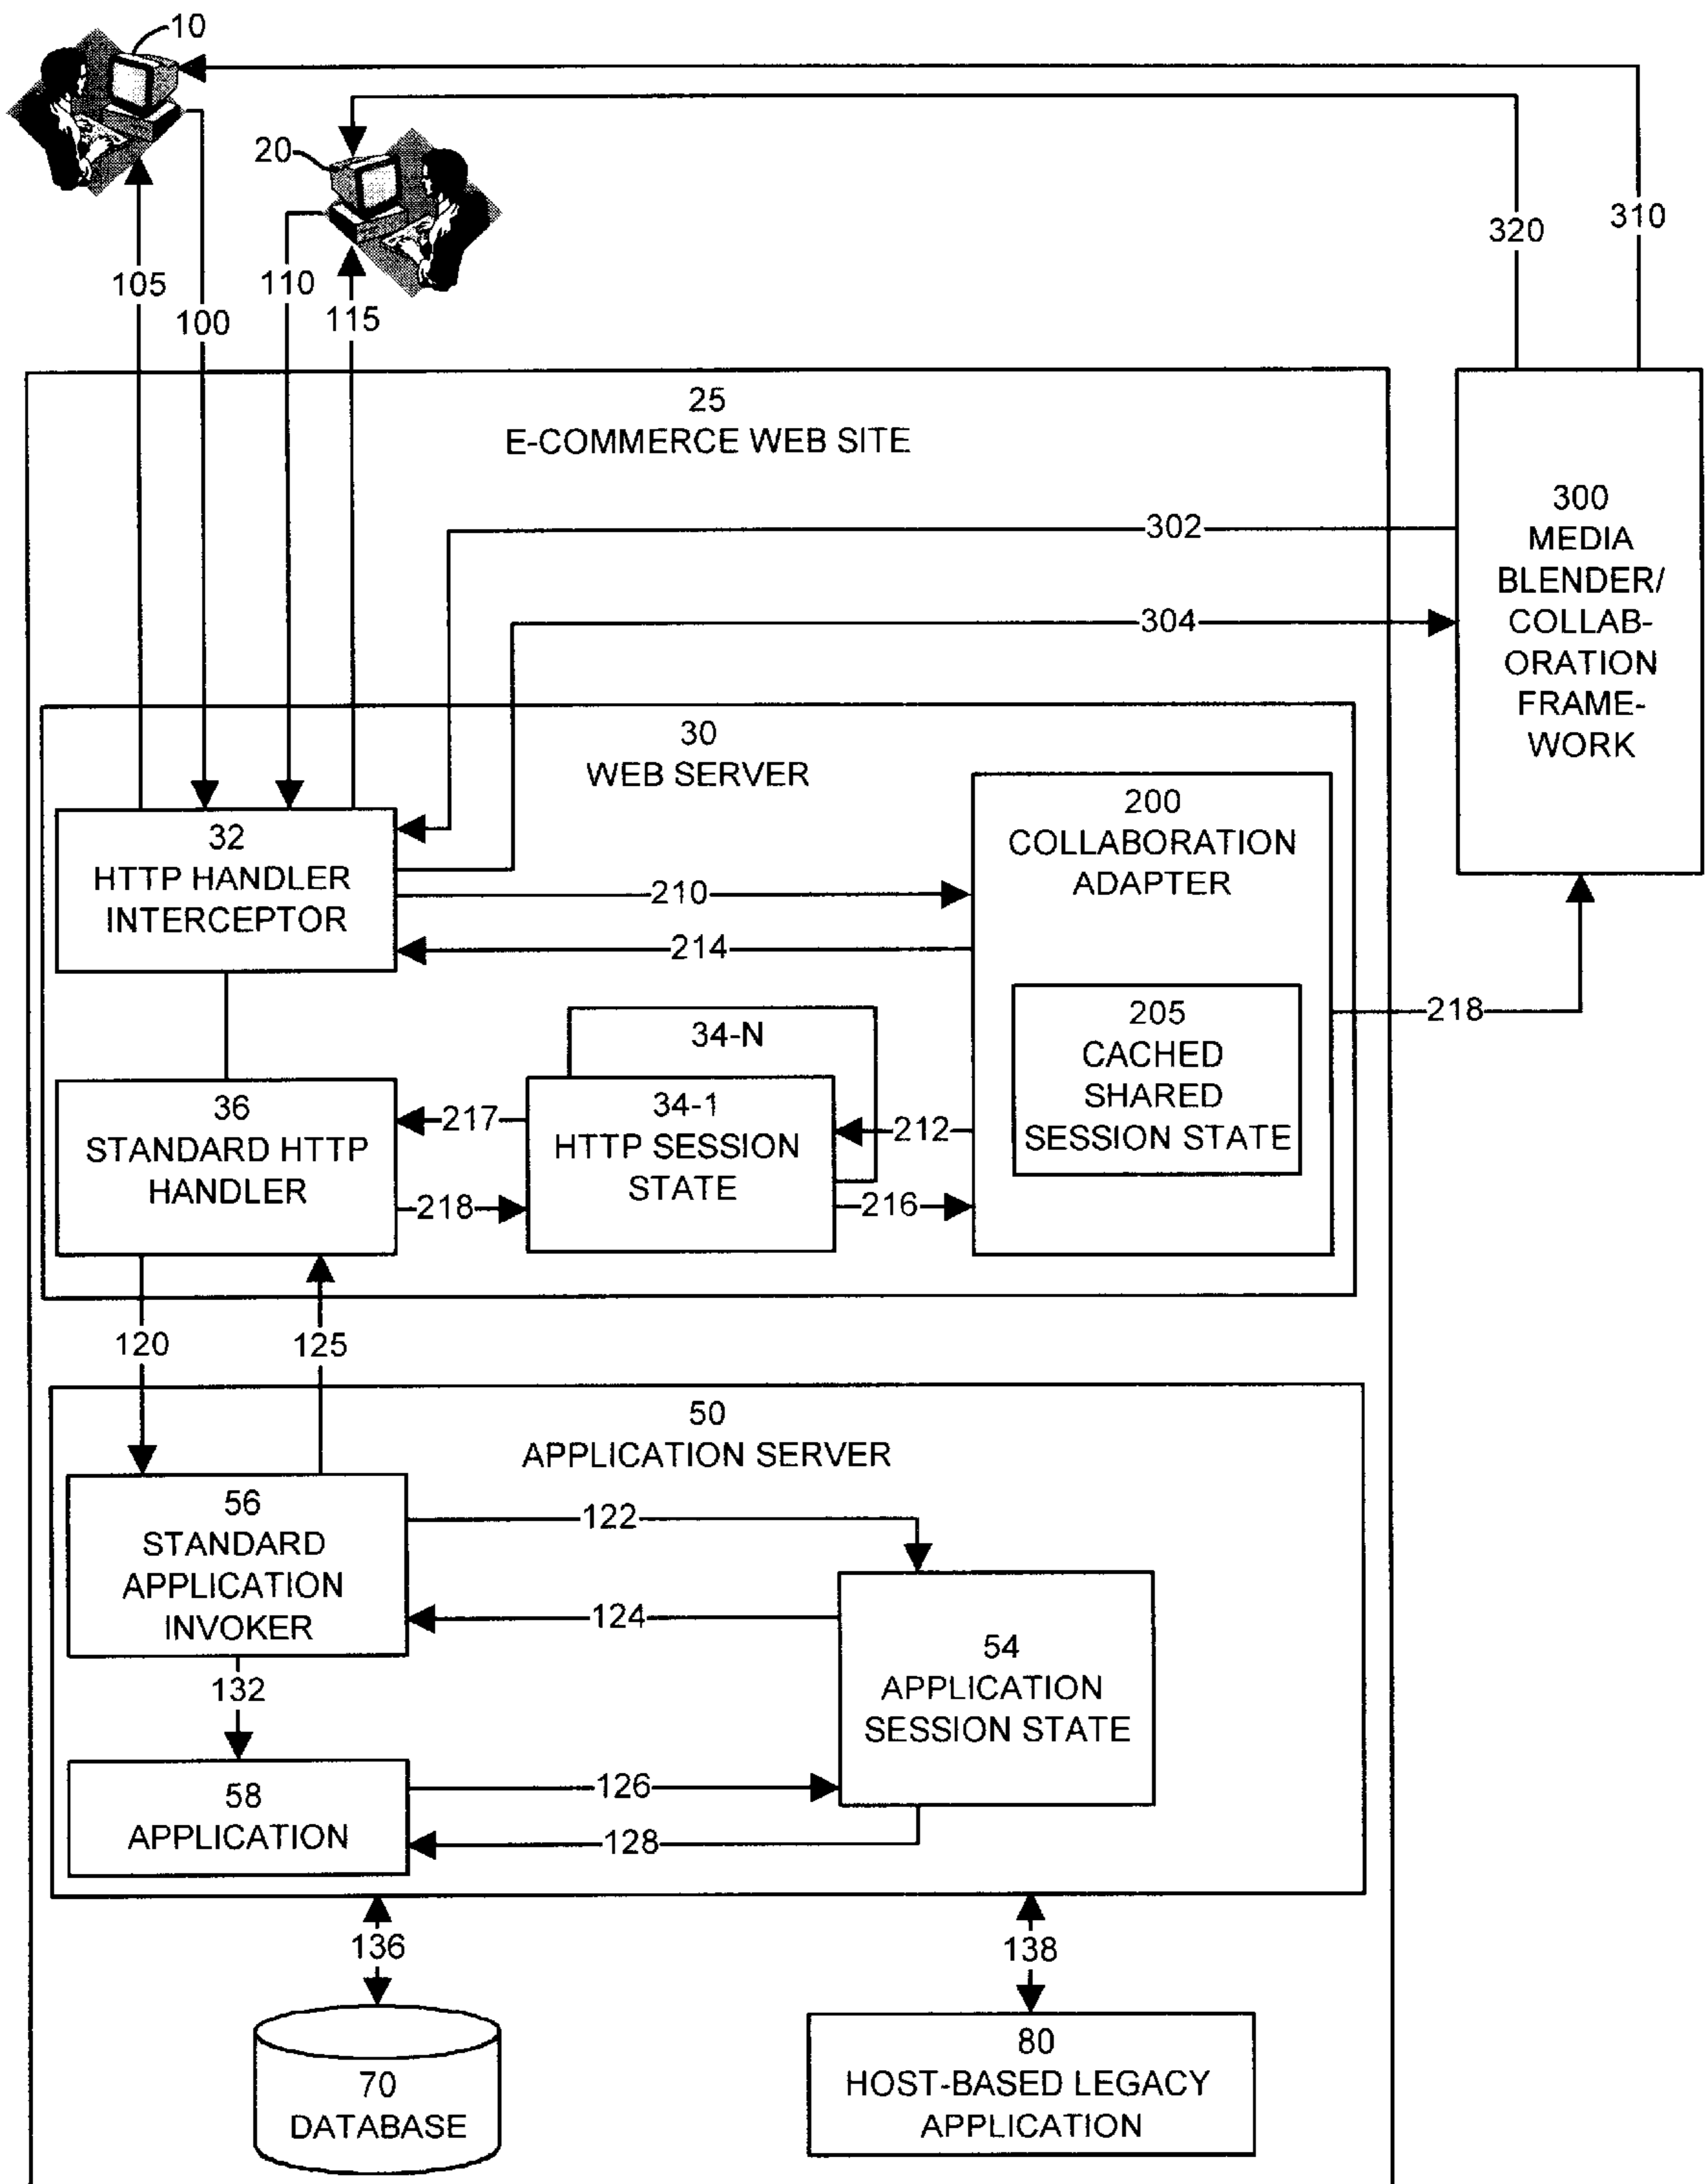 10
20
320
310
105
110
100
115
25
E-COMMERCE WEB SITE
302
300
MEDIA
BLENDER/
COLLAB-
ORATION
FRAME-
WORK
304
30
WEB SERVER
32
HTTP HANDLER
INTERCEPTOR
200
COLLABORATION
ADAPTER
210
214
205
CACHED
SHARED
SESSION STATE
218
34-N
34-1
HTTP SESSION
STATE
36
STANDARD HTTP
HANDLER
217
212
218
216
120
125
50
APPLICATION SERVER
56
STANDARD
APPLICATION
INVOKER
122
124
54
APPLICATION
SESSION STATE
132
58
APPLICATION
126
128
136
138
70
DATABASE
80
HOST-BASED LEGACY
APPLICATION